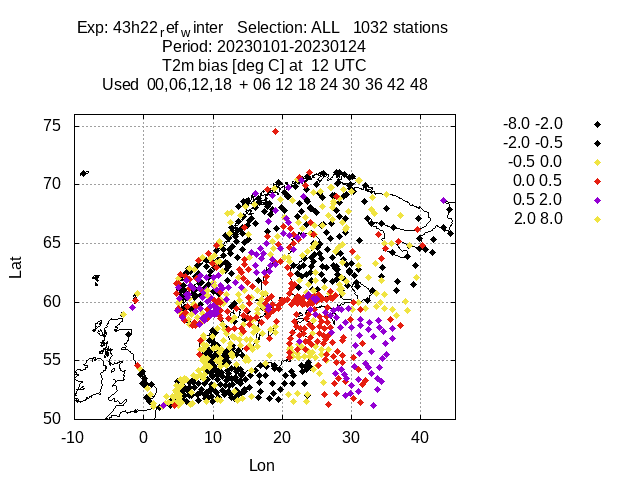 Exp: 43h22ref_winter   Selection: ALL   1032 stations
Period: 20230101-20230124
T2m bias [deg C] at  12 UTC
Used  00,06,12,18  + 06 12 18 24 30 36 42 48
-8.0 -2.0
-2.0 -0.5
-0.5 0.0
0.0 0.5
0.5 2.0
2.0 8.0
75
70
65
60
55
50
Lat
-10 0 10 20 30 40
Lon